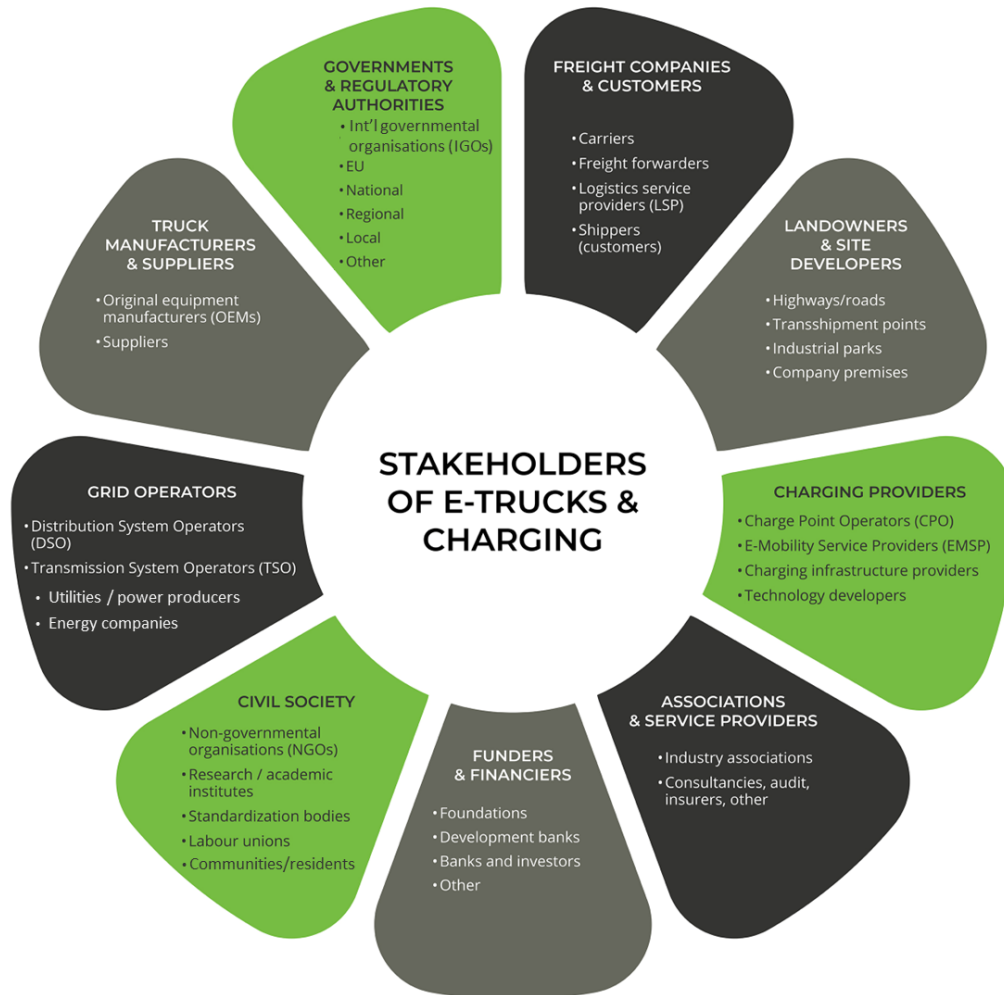 GOVERNMENTS
& REGULATORY
AUTHORITIES
• Int'l governmental
organisations (IGOs)
• EU
• National
• Regional
• Local
• Other
FREIGHT COMPANIES
& CUSTOMERS
• Carriers
• Freight forwarders
• Logistics service
providers (LSP)
• Shippers
(customers)
TRUCK
MANUFACTURERS
& SUPPLIERS
• Original equipment
manufacturers (OEMs)
• Suppliers
LANDOWNERS
& SITE
DEVELOPERS
• Highways/roads
• Transshipment points
• Industrial parks
• Company premises
STAKEHOLDERS
OF E-TRUCKS &
CHARGING
GRID OPERATORS
• Distribution System Operators
(DSO)
• Transmission System Operators (TSO)
• Utilities / power producers
• Energy companies
CHARGING PROVIDERS
• Charge Point Operators (CPO)
• E-Mobility Service Providers (EMSP)
• Charging infrastructure providers
• Technology developers
CIVIL SOCIETY
• Non-governmental
organisations (NGOs)
• Research / academic
institutes
• Standardization bodies
• Labour unions
• Communities/residents
FUNDERS
& FINANCIERS
• Foundations
• Development banks
• Banks and investors
• Other
ASSOCIATIONS
& SERVICE PROVIDERS
• Industry associations
• Consultancies, audit,
insurers, other